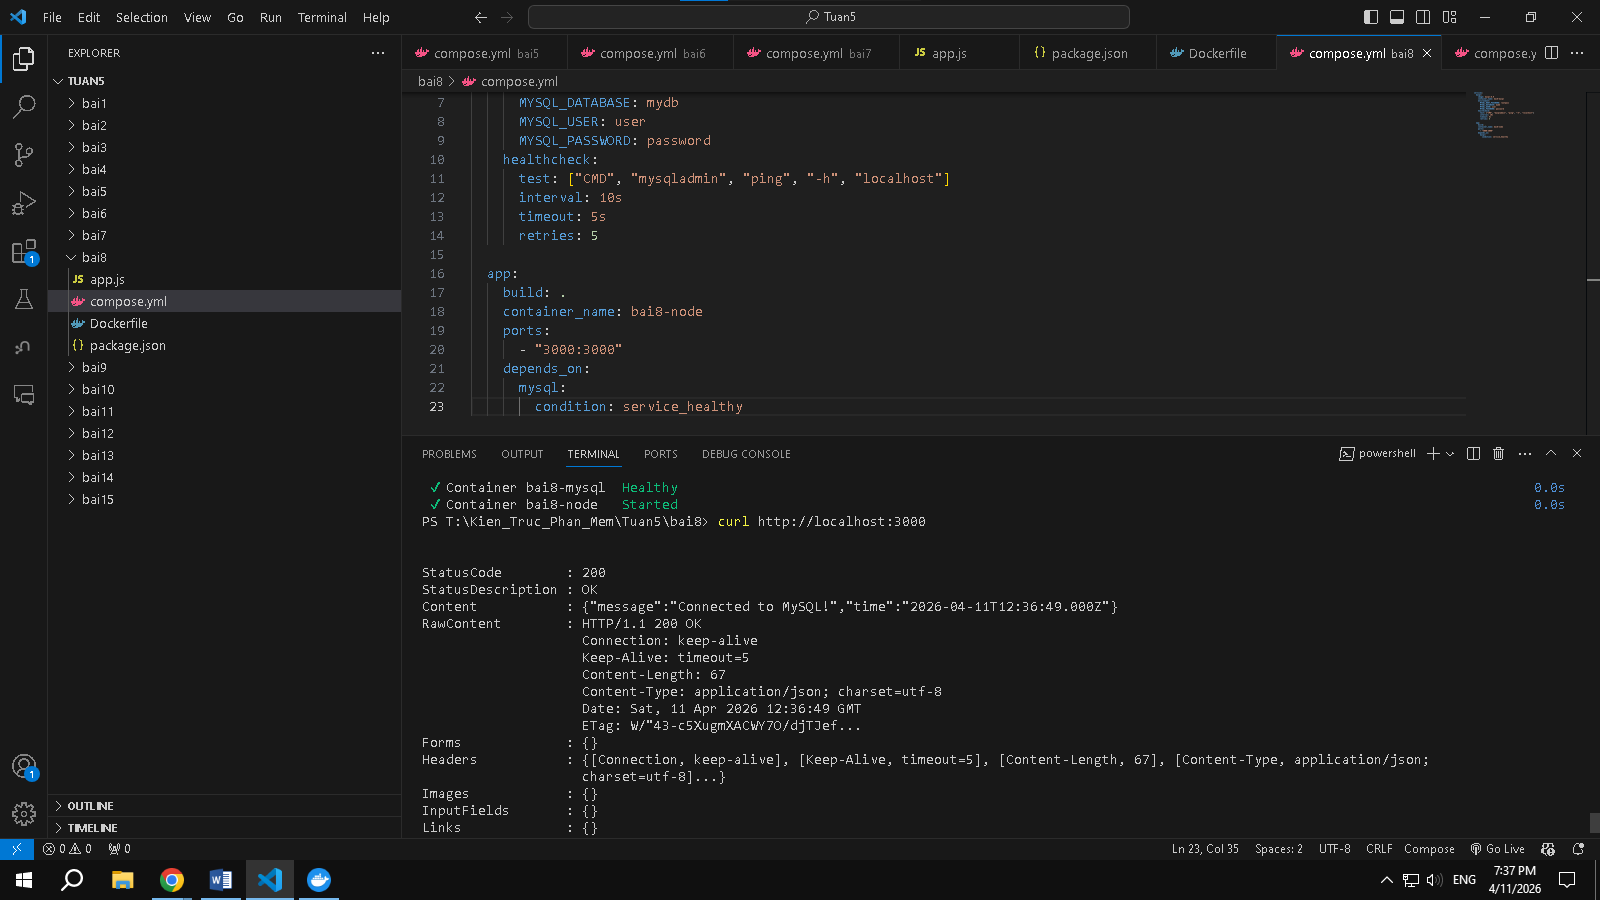 File Edit Selection View Go Run Terminal Help
Tuan5
EXPLORER
TUAN5
bai1
bai2
bai3
bai4
bai5
bai6
bai7
bai8
JS app.js
compose.yml
Dockerfile
{} package.json
bai9
bai10
bai11
bai12
bai13
bai14
bai15
OUTLINE
TIMELINE
compose.yml bai5
compose.yml bai6
compose.yml bai7
JS app.js
{} package.json
Dockerfile
compose.yml bai8
compose.y
bai8 > compose.yml
7 MYSQL_DATABASE: mydb
8 MYSQL_USER: user
9 MYSQL_PASSWORD: password
10 healthcheck:
11 test: ["CMD", "mysqladmin", "ping", "-h", "localhost"]
12 interval: 10s
13 timeout: 5s
14 retries: 5
15
16 app:
17 build: .
18 container_name: bai8-node
19 ports:
20 - "3000:3000"
21 depends_on:
22 mysql:
23 condition: service_healthy
PROBLEMS OUTPUT TERMINAL PORTS DEBUG CONSOLE
powershell
✓ Container bai8-mysql Healthy 0.0s
✓ Container bai8-node Started 0.0s
PS T:\Kien_Truc_Phan_Mem\Tuan5\bai8> curl http://localhost:3000
StatusCode : 200
StatusDescription : OK
Content : {"message":"Connected to MySQL!","time":"2026-04-11T12:36:49.000Z"}
RawContent : HTTP/1.1 200 OK
Connection: keep-alive
Keep-Alive: timeout=5
Content-Length: 67
Content-Type: application/json; charset=utf-8
Date: Sat, 11 Apr 2026 12:36:49 GMT
ETag: W/"43-c5XugmXACWY7O/djTJef...
Forms : {}
Headers : {[Connection, keep-alive], [Keep-Alive, timeout=5], [Content-Length, 67], [Content-Type, application/json;
charset=utf-8]...}
Images : {}
InputFields : {}
Links : {}
1
1
0 0 0
Ln 23, Col 35 Spaces: 2 UTF-8 CRLF Compose Go Live
ENG
7:37 PM
4/11/2026